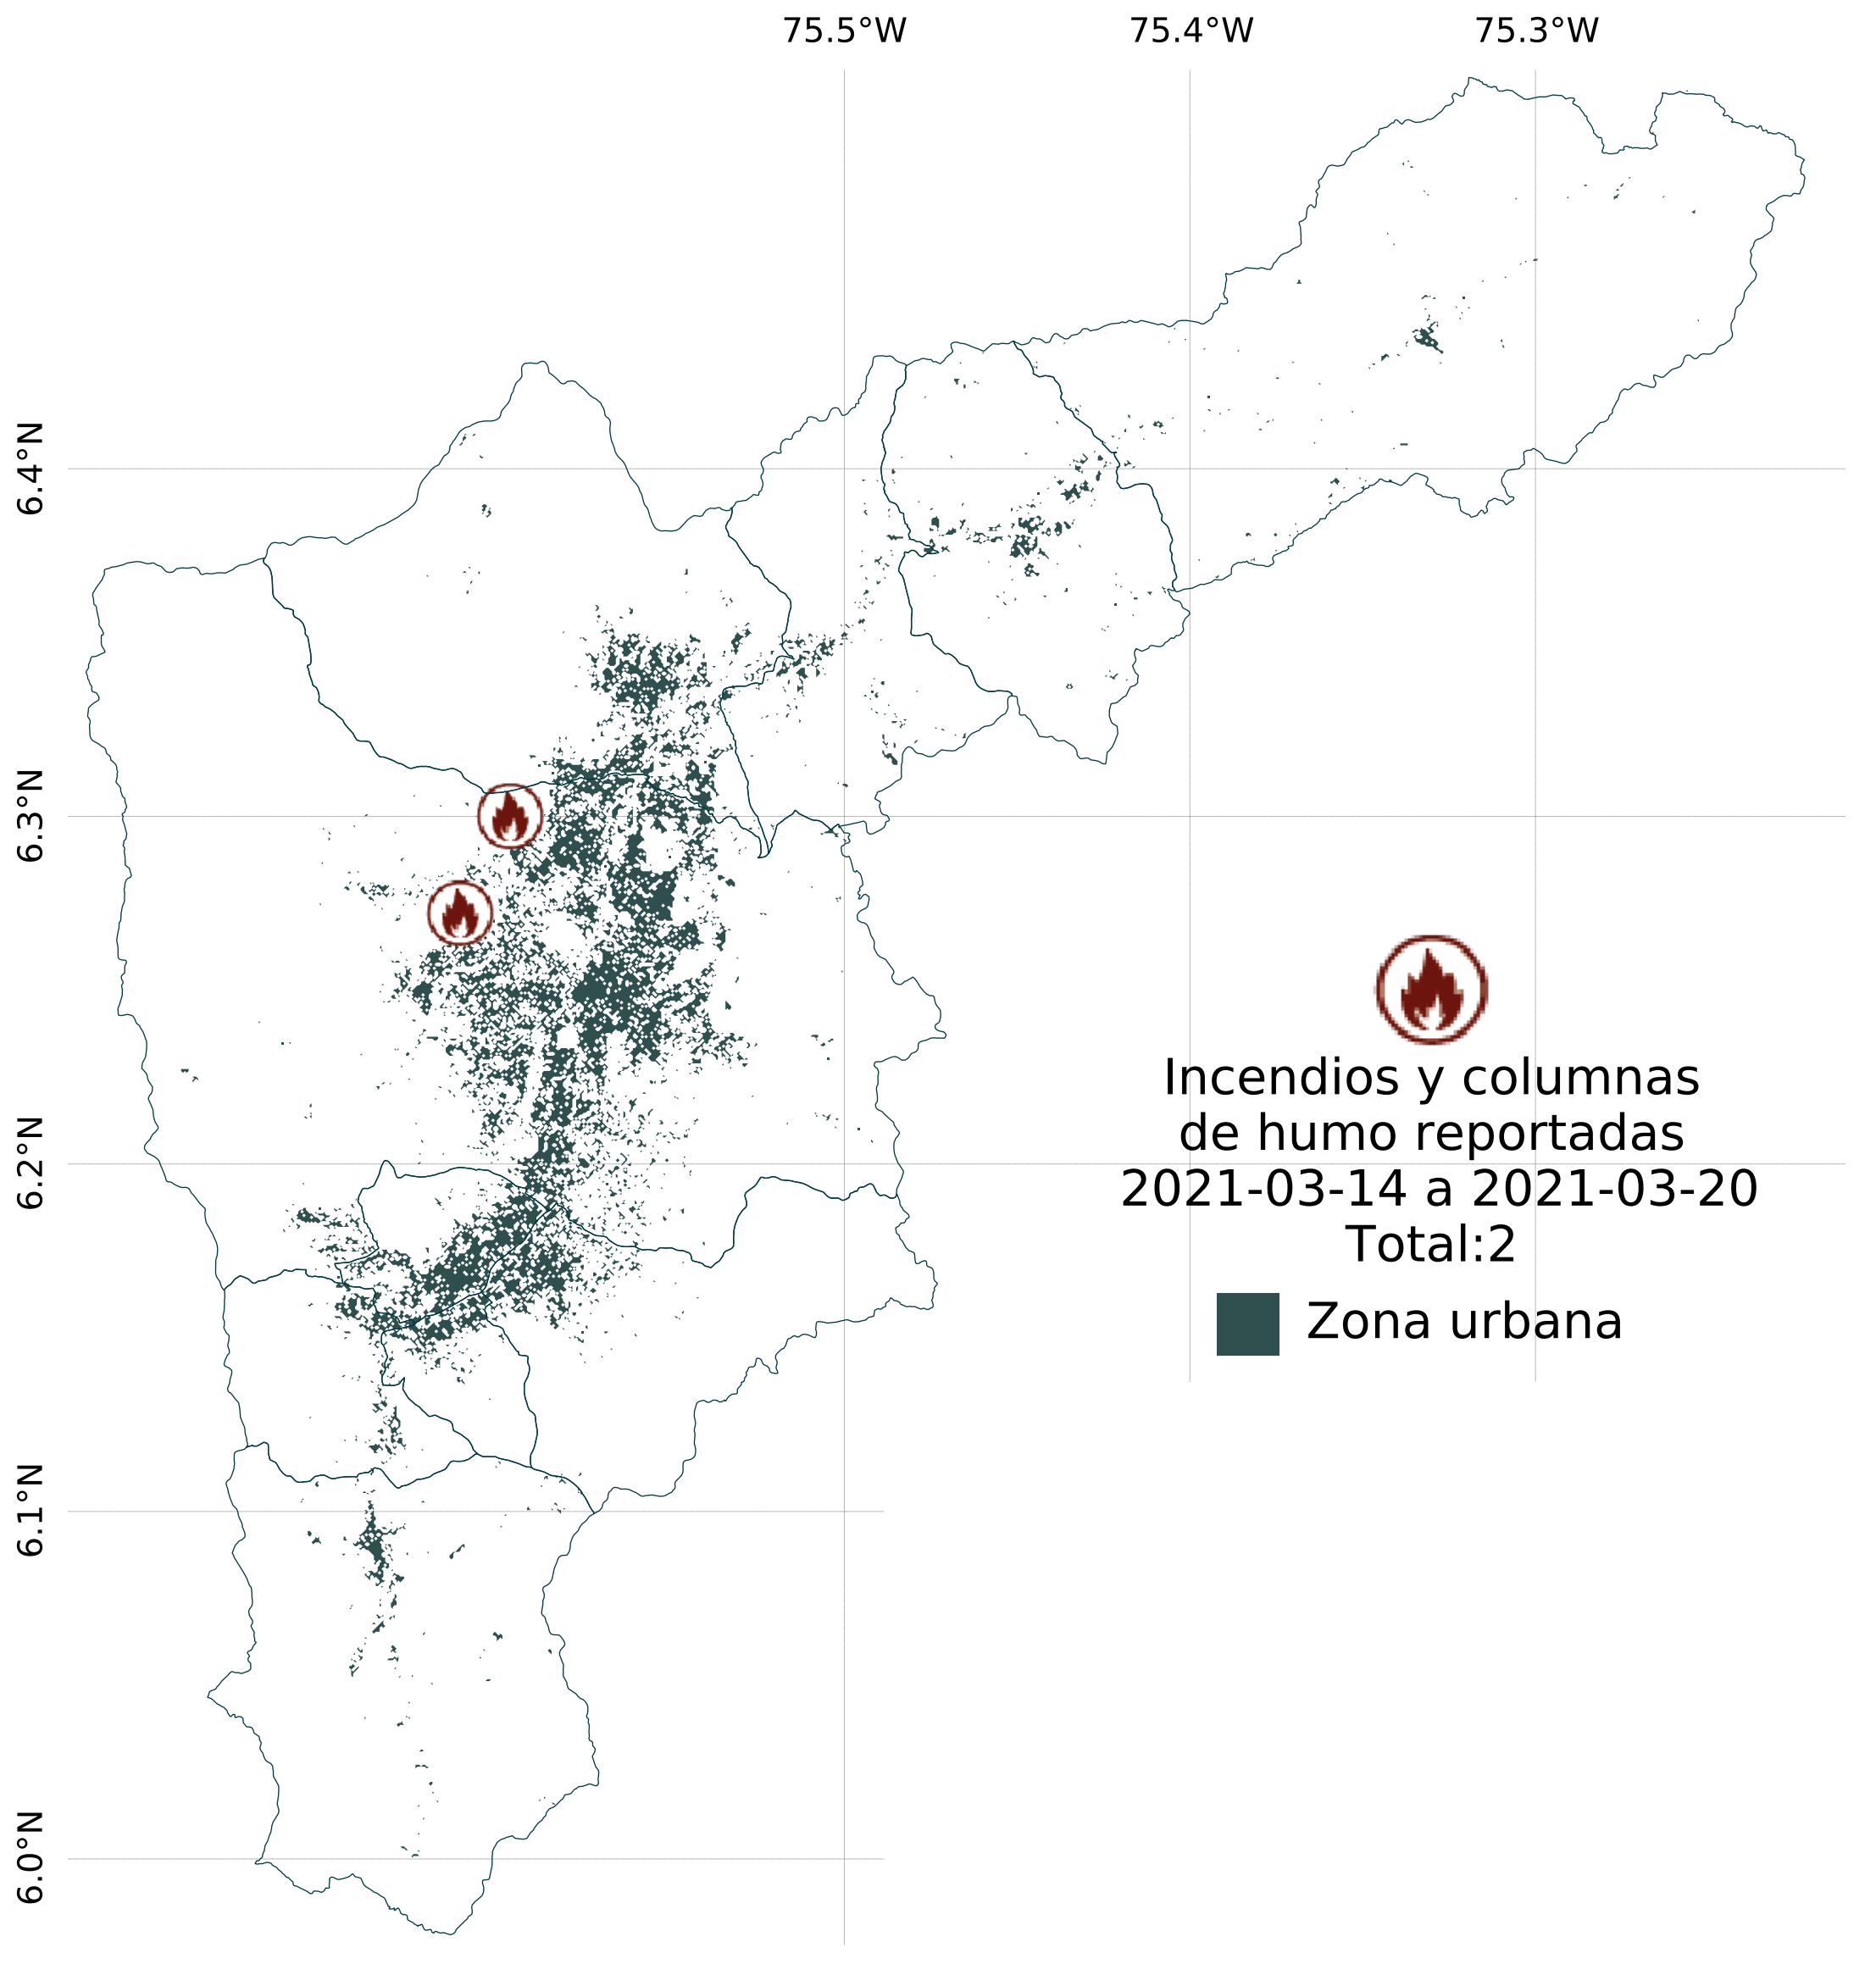 75.5°W 75.4°W 75.3°W
6.4°N
6.3°N
6.2°N
6.1°N
6.0°N
Incendios y columnas
de humo reportadas
2021-03-14 a 2021-03-20
Total:2
Zona urbana